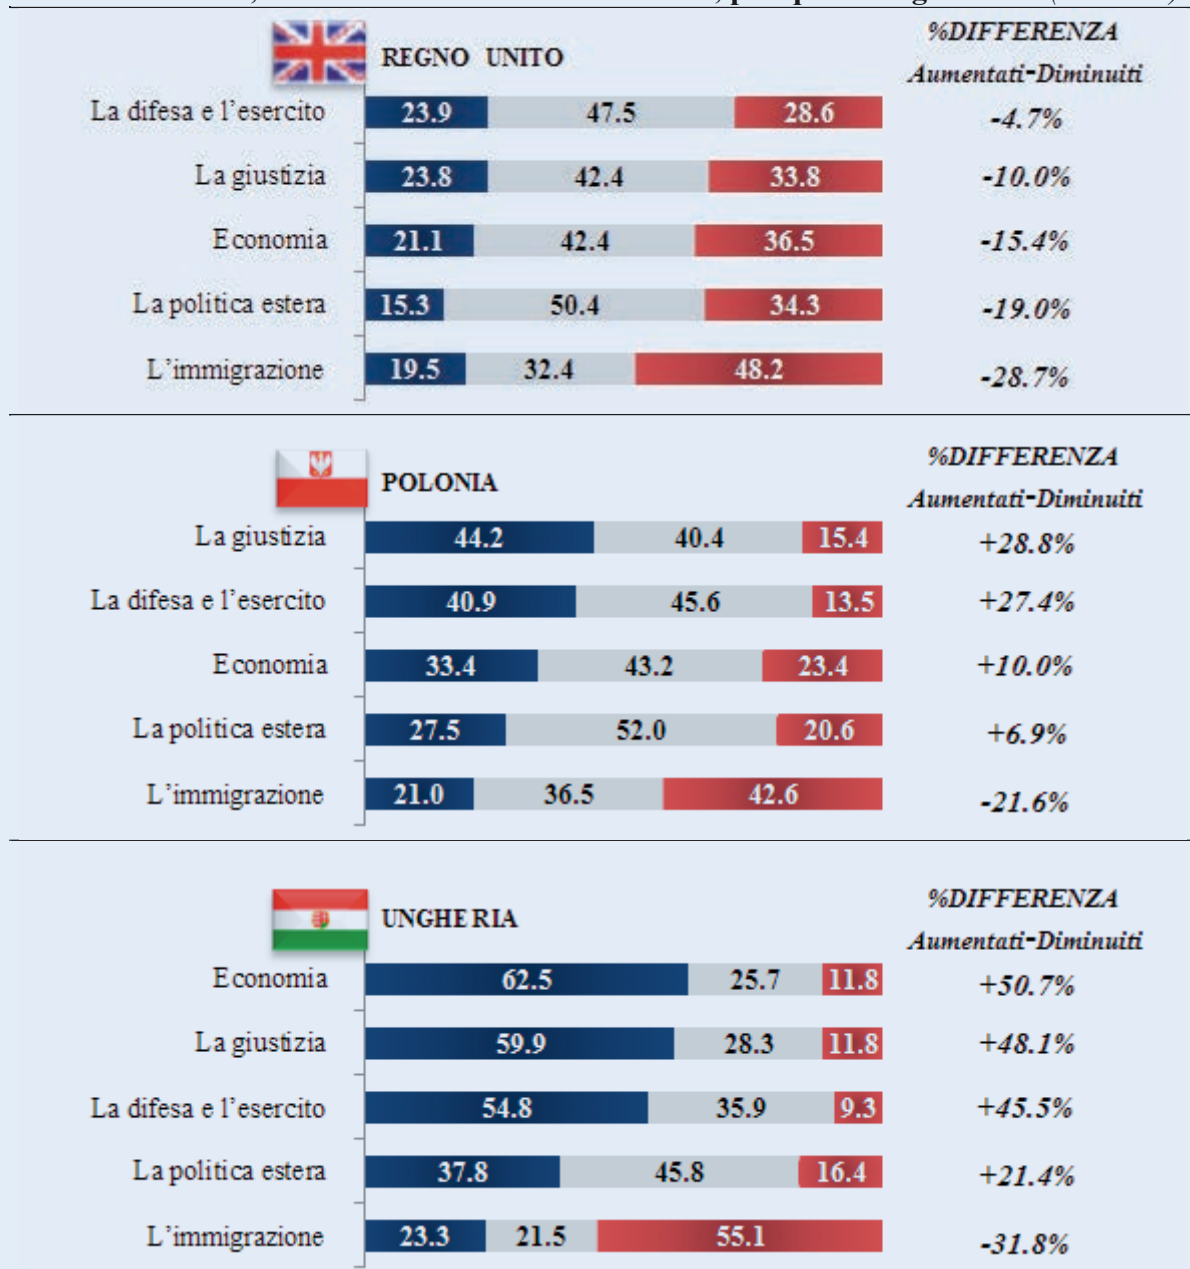 %DIFFERENZA
REGNO UNITO
Aumentati-Diminuiti
La difesa e l'esercito 23.9 47.5 28.6 -4.7%
La giustizia 23.8 42.4 33.8 -10.0%
Economia 21.1 42.4 36.5 -15.4%
La politica estera 15.3 50.4 34.3 -19.0%
L'immigrazione 19.5 32.4 48.2 -28.7%
%DIFFERENZA
POLONIA
Aumentati-Diminuiti
La giustizia 44.2 40.4 15.4 +28.8%
La difesa e l'esercito 40.9 45.6 13.5 +27.4%
Economia 33.4 43.2 23.4 +10.0%
La politica estera 27.5 52.0 20.6 +6.9%
L'immigrazione 21.0 36.5 42.6 -21.6%
%DIFFERENZA
UNGHERIA
Aumentati-Diminuiti
Economia 62.5 25.7 11.8 +50.7%
La giustizia 59.9 28.3 11.8 +48.1%
La difesa e l'esercito 54.8 35.9 9.3 +45.5%
La politica estera 37.8 45.8 16.4 +21.4%
L'immigrazione 23.3 21.5 55.1 -31.8%